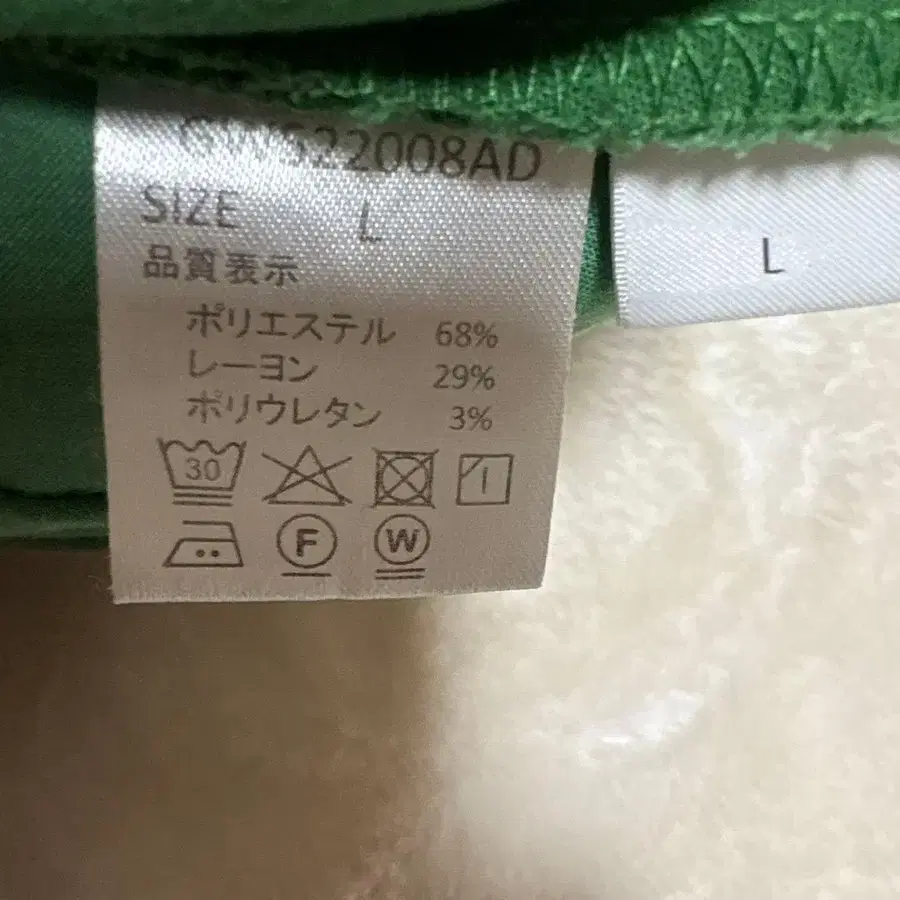 GWS22008AD
SIZE L
品質表示
ポリエステル 68%
レーヨン 29%
ポリウレタン 3%
30
F W
L